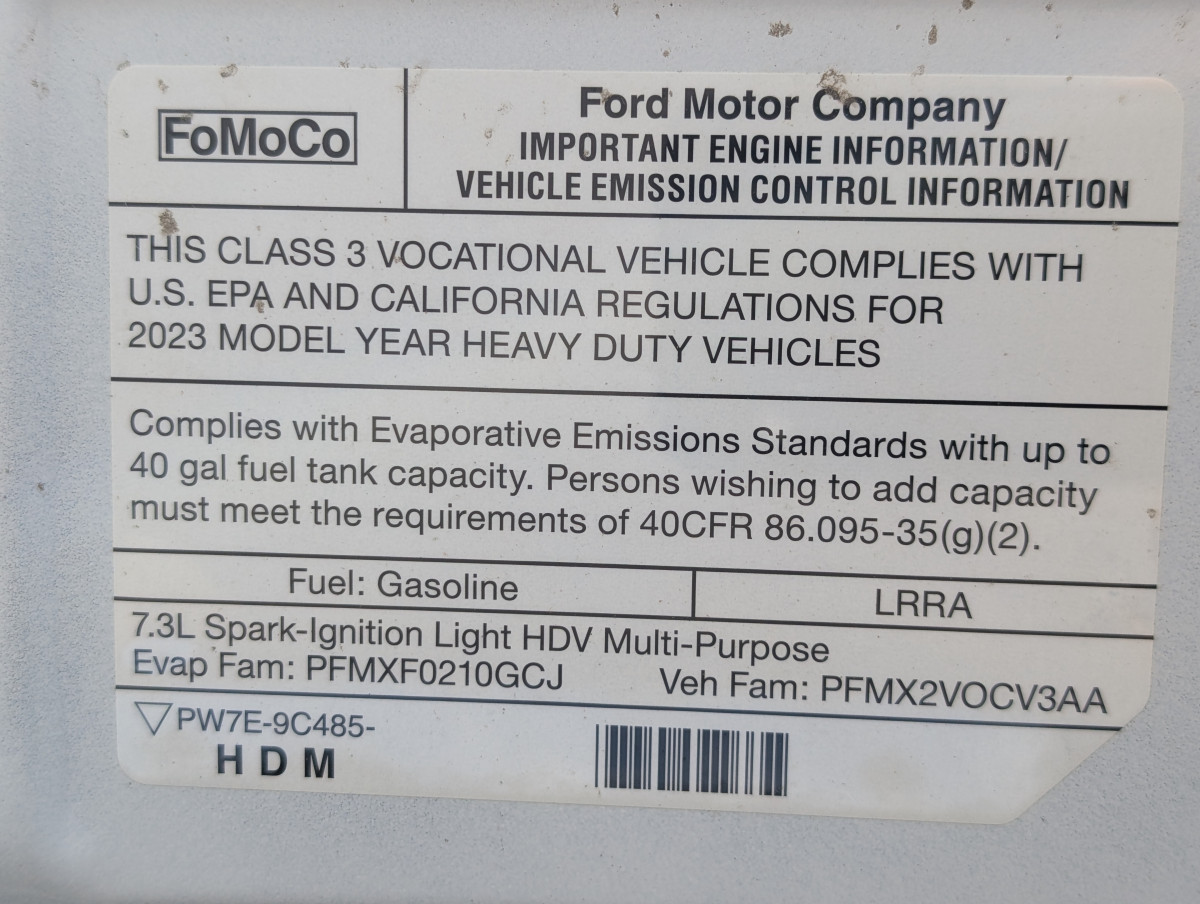 FoMoCo
Ford Motor Company
IMPORTANT ENGINE INFORMATION/
VEHICLE EMISSION CONTROL INFORMATION
THIS CLASS 3 VOCATIONAL VEHICLE COMPLIES WITH
U.S. EPA AND CALIFORNIA REGULATIONS FOR
2023 MODEL YEAR HEAVY DUTY VEHICLES
Complies with Evaporative Emissions Standards with up to
40 gal fuel tank capacity. Persons wishing to add capacity
must meet the requirements of 40CFR 86.095-35(g)(2).
Fuel: Gasoline
LRRA
7.3L Spark-Ignition Light HDV Multi-Purpose
Evap Fam: PFMXF0210GCJ Veh Fam: PFMX2VOCV3AA
▽PW7E-9C485-
H D M